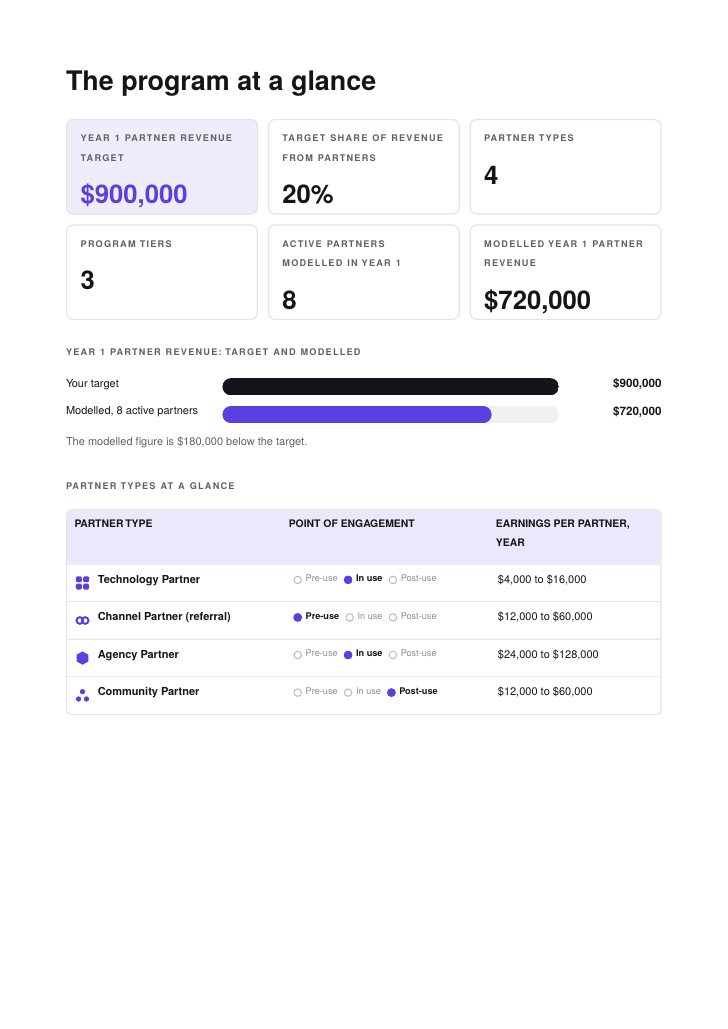 The program at a glance
YEAR 1 PARTNER REVENUE
TARGET
$900,000
TARGET SHARE OF REVENUE
FROM PARTNERS
20%
PARTNER TYPES
4
PROGRAM TIERS
3
ACTIVE PARTNERS
MODELLED IN YEAR 1
8
MODELLED YEAR 1 PARTNER
REVENUE
$720,000
YEAR 1 PARTNER REVENUE: TARGET AND MODELLED
Your target $900,000
Modelled, 8 active partners $720,000
The modelled figure is $180,000 below the target.
PARTNER TYPES AT A GLANCE
PARTNER TYPE POINT OF ENGAGEMENT EARNINGS PER PARTNER,
YEAR
Technology Partner Pre-use In use Post-use $4,000 to $16,000
Channel Partner (referral) Pre-use In use Post-use $12,000 to $60,000
Agency Partner Pre-use In use Post-use $24,000 to $128,000
Community Partner Pre-use In use Post-use $12,000 to $60,000